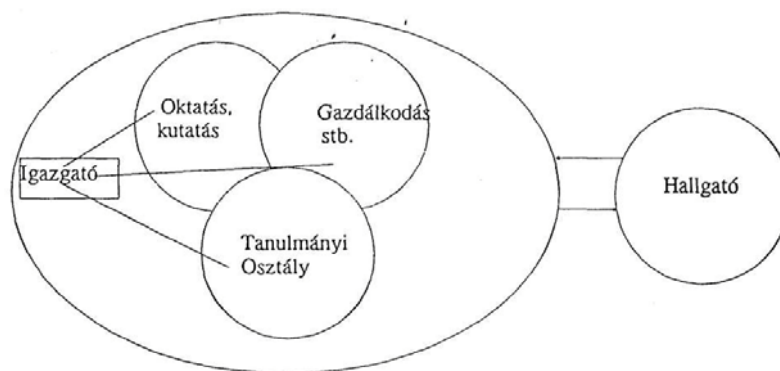 Oktatás,
kutatás
Gazdálkodás
stb.
Igazgató
Hallgató
Tanulmányi
Osztály